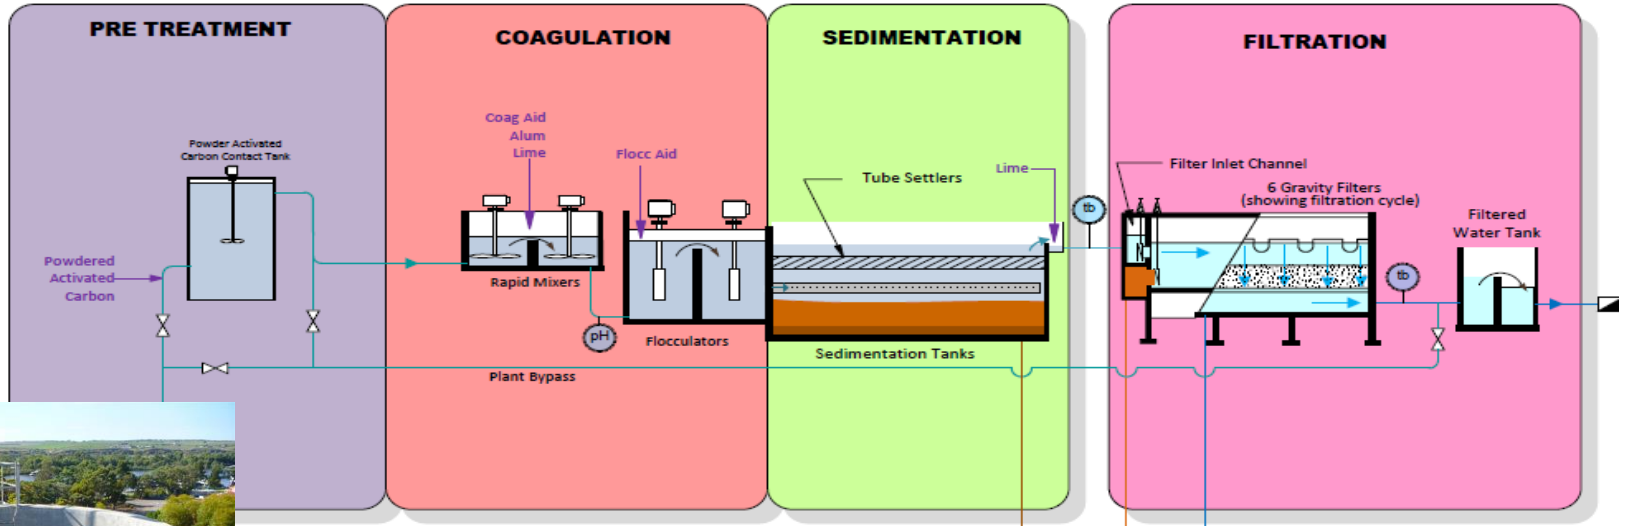 PRE TREATMENT
COAGULATION
SEDIMENTATION
FILTRATION
Powder Activated
Carbon Contact Tank
Powdered
Activated
Carbon
Coag Aid
Alum
Lime
Flocc Aid
Rapid Mixers
pH
Flocculators
Plant Bypass
Tube Settlers
Lime
Sedimentation Tanks
tb
Filter Inlet Channel
6 Gravity Filters
(showing filtration cycle)
tb
Filtered
Water Tank